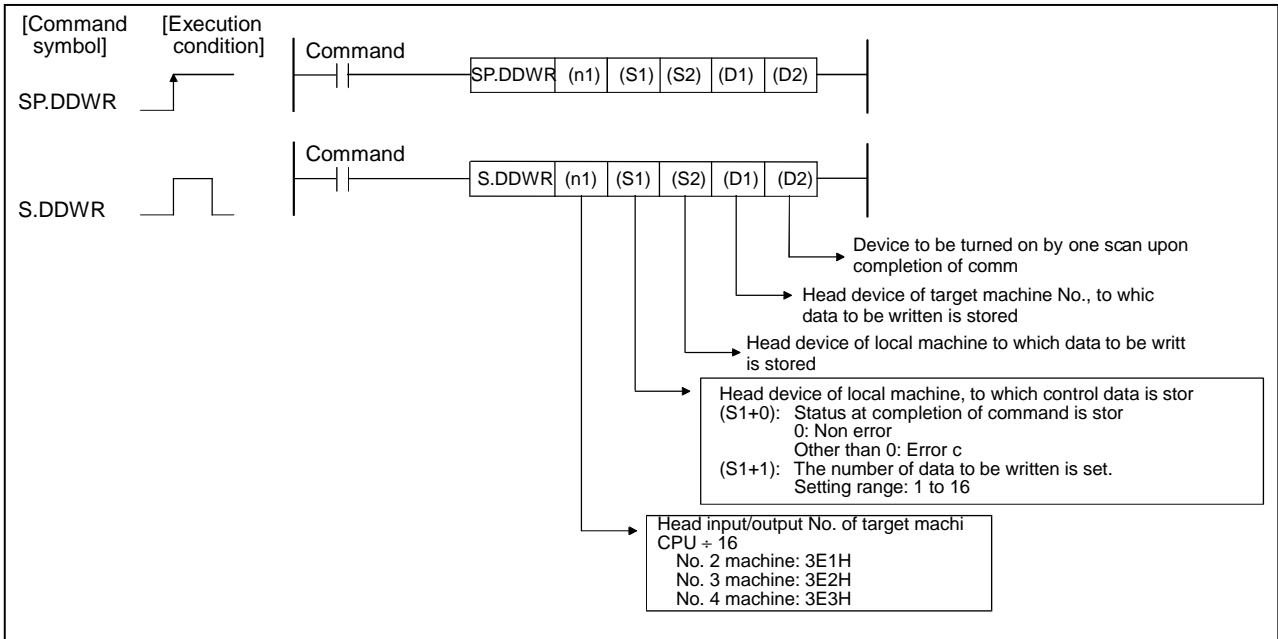 [Command [Execution
symbol] condition]
Command
SP.DDWR SP.DDWR (n1) (S1) (S2) (D1) (D2)
Command
S.DDWR S.DDWR (n1) (S1) (S2) (D1) (D2)
Device to be turned on by one scan upon
completion of comm
Head device of target machine No., to whic
data to be written is stored
Head device of local machine to which data to be writt
is stored
Head device of local machine, to which control data is stor
(S1+0): Status at completion of command is stor
0: Non error
Other than 0: Error c
(S1+1): The number of data to be written is set.
Setting range: 1 to 16
Head input/output No. of target machi
CPU ÷ 16
No. 2 machine: 3E1H
No. 3 machine: 3E2H
No. 4 machine: 3E3H